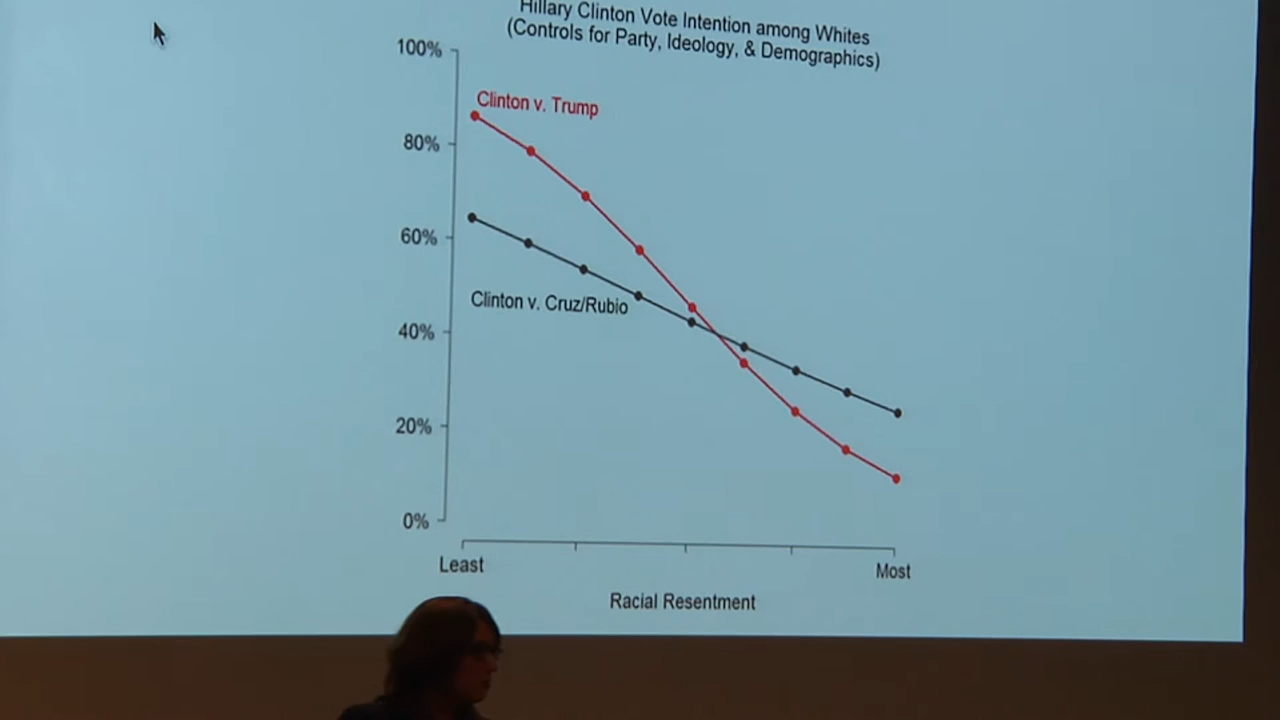 Hillary Clinton Vote Intention among Whites
(Controls for Party, Ideology, & Demographics)
100%
Clinton v. Trump
80%
60%
Clinton v. Cruz/Rubio
40%
20%
0%
Least
Most
Racial Resentment